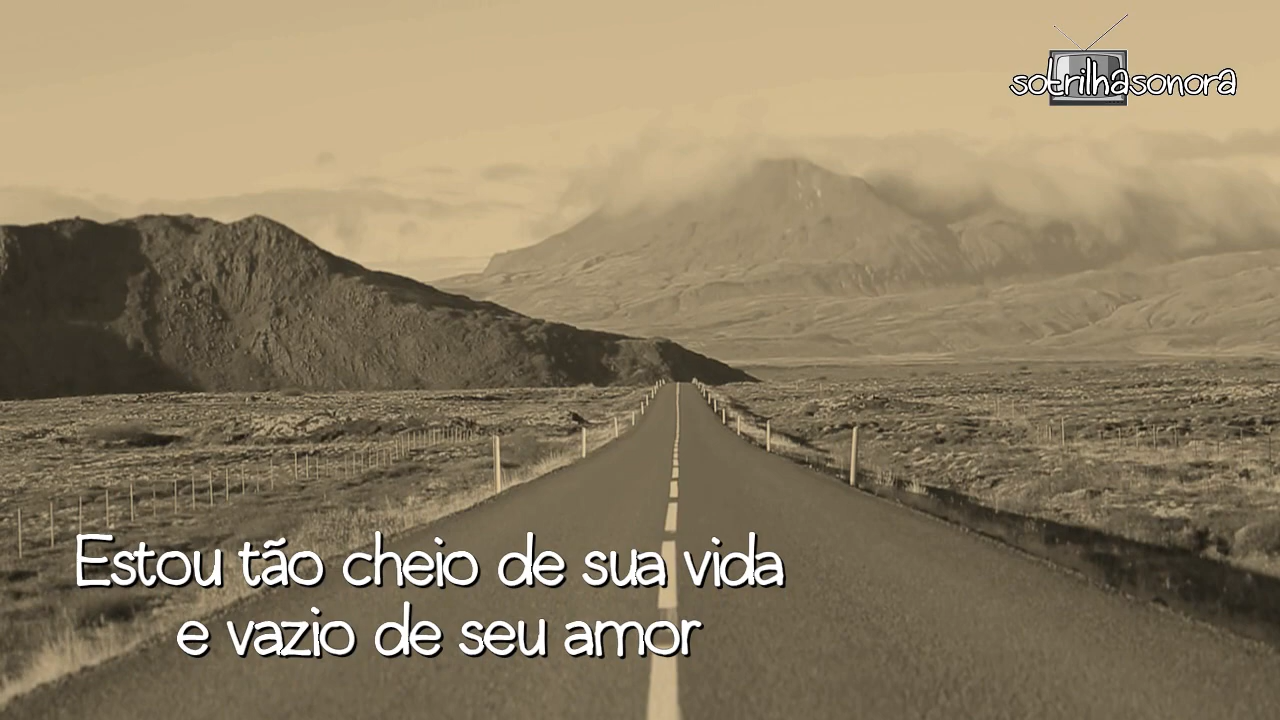 sotrilhasonora
Estou tão cheio de sua vida
e vazio de seu amor